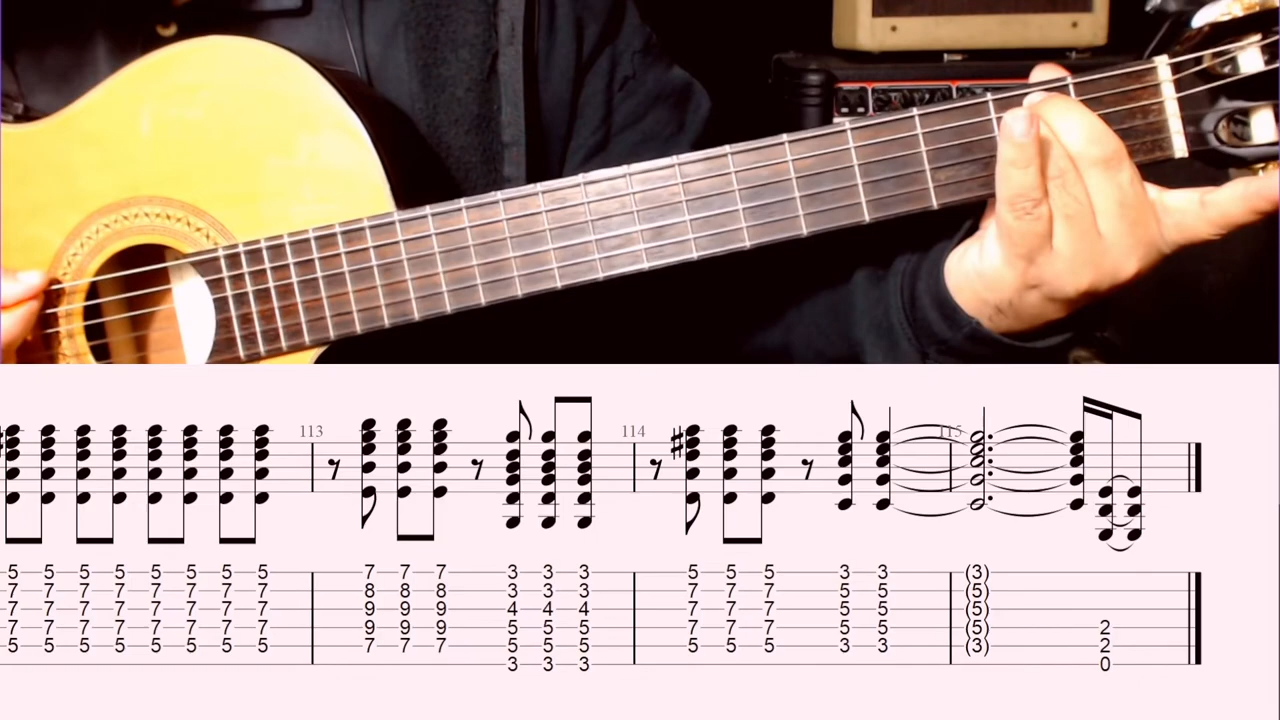 113 114 115
5 5 5 5 5 5 5 5 7 7 7 3 3 3 5 5 5 3 3 (3)
7 7 7 7 7 7 7 7 8 8 8 3 3 3 7 7 7 5 5 (5)
7 7 7 7 7 7 7 7 9 9 9 4 4 4 7 7 7 5 5 (5)
7 7 7 7 7 7 7 7 9 9 9 5 5 5 7 7 7 5 5 (5) 2
5 5 5 5 5 5 5 5 7 7 7 5 5 5 5 5 5 3 3 (3) 2
3 3 3 0